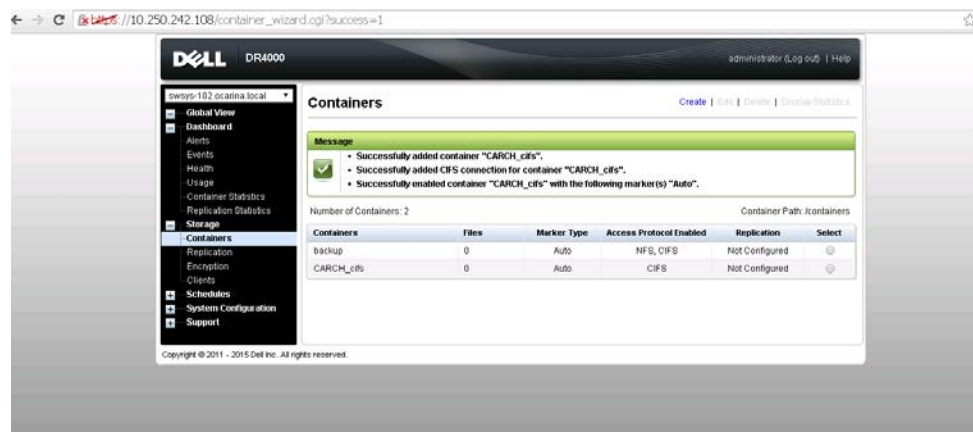 https://10.250.242.108/container_wizard.cgi?success=1
DELL DR4000
administrator (Log out) | Help
swsys-102.ocarina.local
Containers
Create | Edit | Delete | Display Statistics
Global View
Dashboard
Alerts
Events
Health
Usage
Container Statistics
Replication Statistics
Storage
Containers
Replication
Encryption
Clients
Schedules
System Configuration
Support
Message
• Successfully added container "CARCH_cifs".
• Successfully added CIFS connection for container "CARCH_cifs".
• Successfully enabled container "CARCH_cifs" with the following marker(s) "Auto".
Number of Containers: 2 Container Path: /containers
Containers Files Marker Type Access Protocol Enabled Replication Select
backup 0 Auto NFS, CIFS Not Configured
CARCH_cifs 0 Auto CIFS Not Configured
Copyright © 2011 - 2015 Dell Inc. All rights reserved.